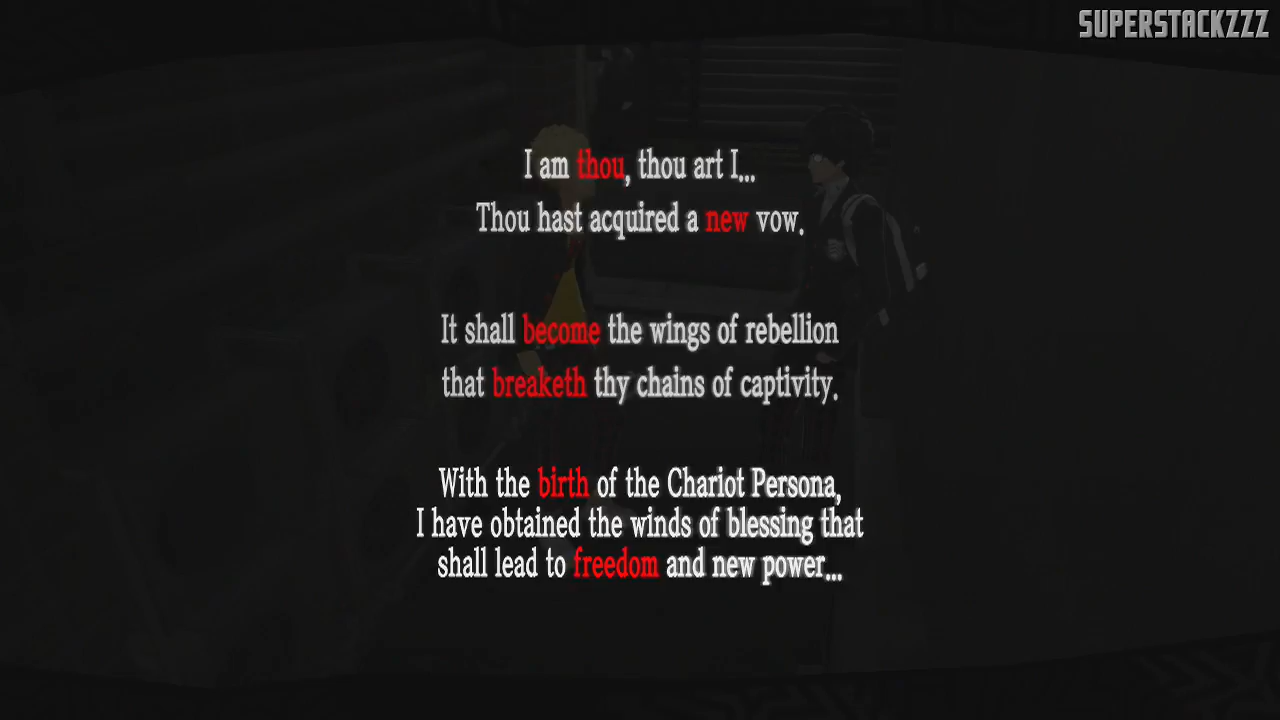 SUPERSTACKZZZ
I am thou, thou art I...
Thou hast acquired a new vow.
It shall become the wings of rebellion
that breaketh thy chains of captivity.
With the birth of the Chariot Persona,
I have obtained the winds of blessing that
shall lead to freedom and new power...